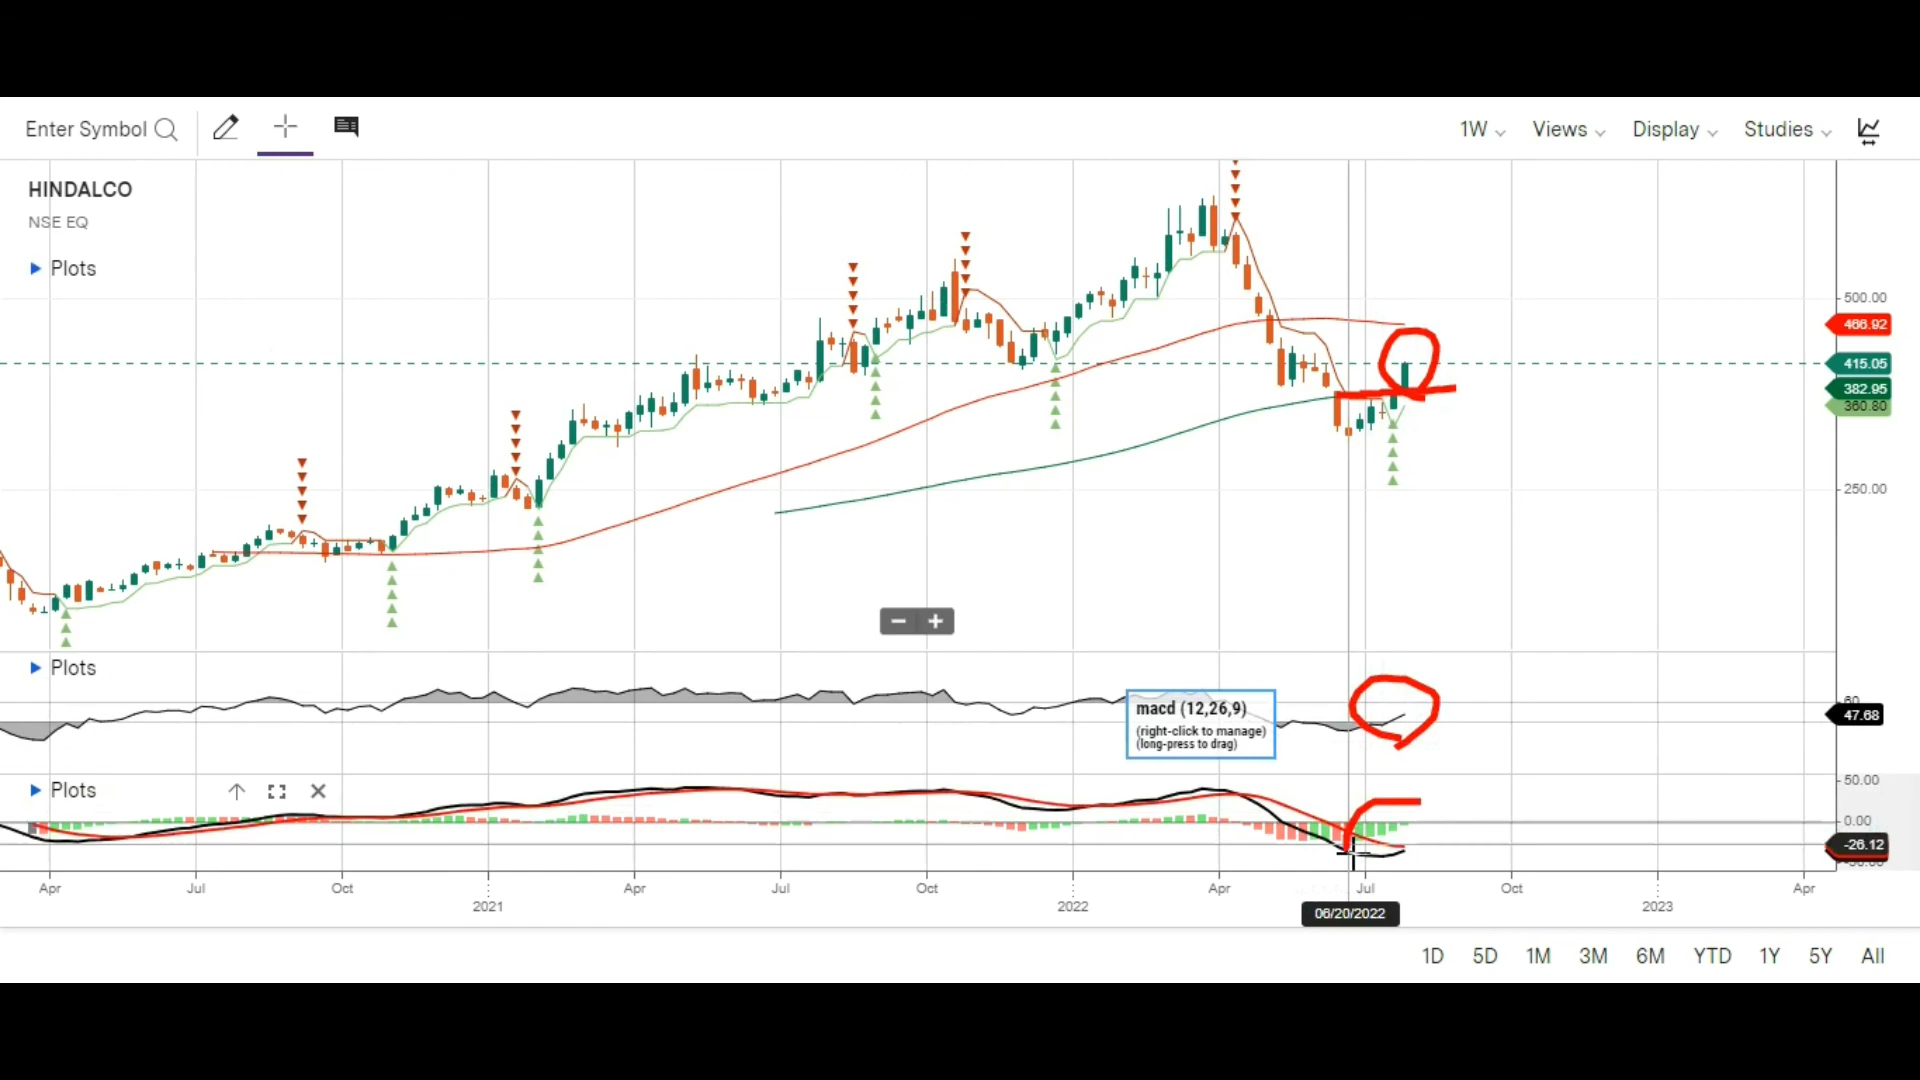 Enter Symbol
1W Views Display Studies
HINDALCO
NSE EQ
Plots
500.00
466.92
415.05
382.95
360.80
250.00
Plots
macd (12,26,9)
(right-click to manage)
(long-press to drag)
47.68
Plots
50.00
0.00
-26.12
Apr Jul Oct 2021 Apr Jul Oct 2022 Apr Jul Oct 2023 Apr
06/20/2022
1D 5D 1M 3M 6M YTD 1Y 5Y All